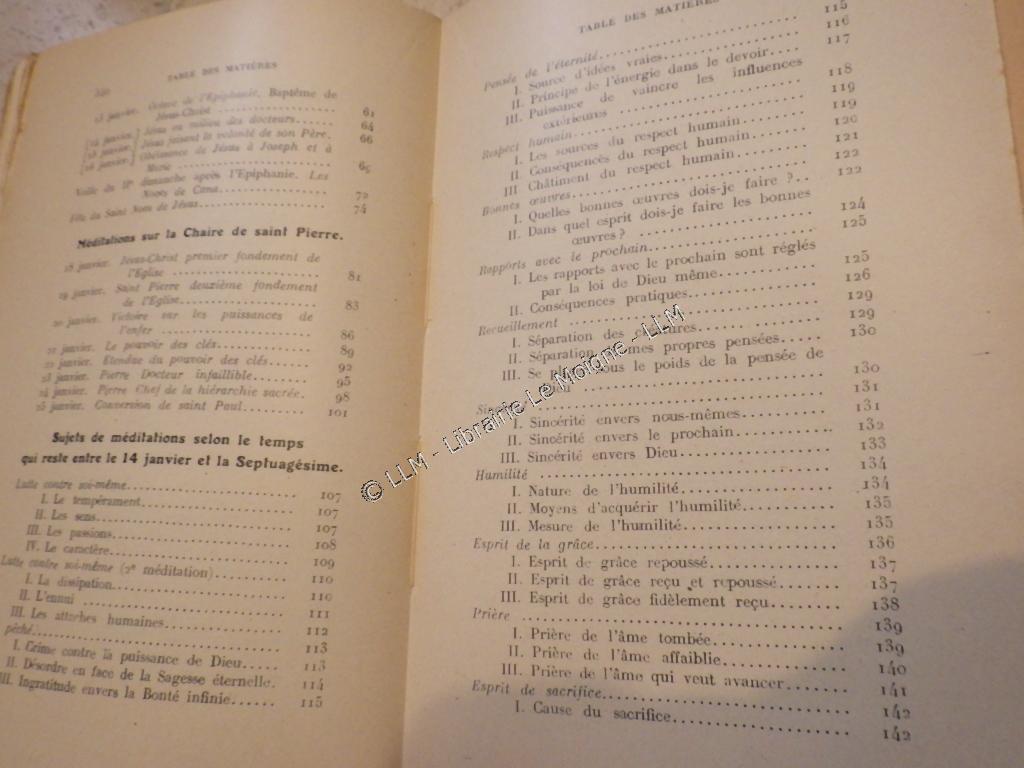 TABLE DES MATIÈRES
13 janvier. Octave de l'Epiphanie. Baptême de
Jésus-Christ ........ 61
[14 janvier.] Jésus au milieu des docteurs..... 64
[15 janvier.] Jésus faisant la volonté de son Père. 66
[16 janvier.] Obéissance de Jésus à Joseph et à
Marie ........ 69
Veille du IIe dimanche après l'Epiphanie. Les
Noces de Cana........ 72
Fête du Saint Nom de Jésus........ 74
Méditations sur la Chaire de saint Pierre.
18 janvier. Jésus-Christ premier fondement de
l'Eglise ........ 81
19 janvier. Saint Pierre deuxième fondement
de l'Eglise........ 83
20 janvier. Victoire sur les puissances de
l'enfer ........ 86
21 janvier. Le pouvoir des clés........ 89
22 janvier. Etendue du pouvoir des clés...... 92
23 janvier. Pierre Docteur infaillible........ 95
24 janvier. Pierre Chef de la hiérarchie sacrée. 98
25 janvier. Conversion de saint Paul........ 101
Sujets de méditations selon le temps
qui reste entre le 14 janvier et la Septuagésime.
Lutte contre soi-même........ 107
I. Le tempérament........ 107
II. Les sens........ 107
III. Les passions........ 108
IV. Le caractère........ 109
Lutte contre soi-même (2e méditation)........ 110
I. La dissipation........ 110
II. L'ennui ........ 111
III. Les attaches humaines........ 112
péché........ 113
I. Crime contre la puissance de Dieu..... 113
II. Désordre en face de la Sagesse éternelle. 114
III. Ingratitude envers la Bonté infinie..... 115
TABLE DES MATIÈRES
Pensée de l'éternité........ 115
I. Source d'idées vraies........ 116
II. Principe de l'énergie dans le devoir.... 117
III. Puissance de vaincre les influences
extérieures ........ 118
Respect humain........ 119
I. Les sources du respect humain........ 119
II. Conséquences du respect humain...... 120
III Châtiment du respect humain........ 121
Bonnes œuvres........ 122
I. Quelles bonnes œuvres dois-je faire ?.. 122
II. Dans quel esprit dois-je faire les bonnes
œuvres ? ........ 124
Rapports avec le prochain........ 125
I. Les rapports avec le prochain sont réglés
par la loi de Dieu même........ 125
II. Conséquences pratiques........ 126
Recueillement ........ 129
I. Séparation des créatures........ 129
II. Séparation mes propres pensées..... 130
III. Se sous le poids de la pensée de
........ 130
........ 131
I. Sincérité envers nous-mêmes........ 131
II. Sincérité envers le prochain........ 132
III. Sincérité envers Dieu........ 133
Humilité ........ 134
I. Nature de l'humilité........ 134
II. Moyens d'acquérir l'humilité........ 135
III. Mesure de l'humilité........ 135
Esprit de la grâce........ 136
I. Esprit de grâce repoussé........ 137
II. Esprit de grâce reçu et repoussé...... 137
III. Esprit de grâce fidèlement reçu........ 138
Prière ........ 139
I. Prière de l'âme tombée........ 139
II. Prière de l'âme affaiblie........ 140
III. Prière de l'âme qui veut avancer....... 141
Esprit de sacrifice........ 142
I. Cause du sacrifice........ 142
© LLM - Librairie Le Moigne - LLM